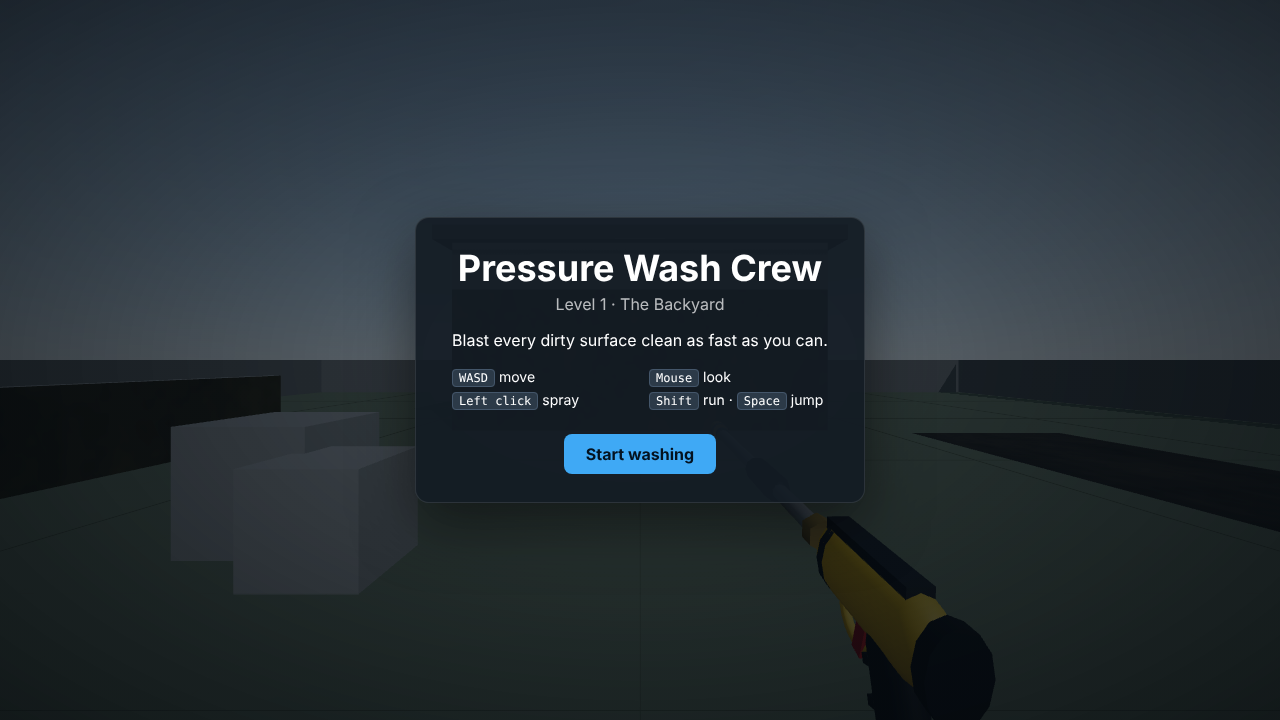 Pressure Wash Crew
Level 1 · The Backyard
Blast every dirty surface clean as fast as you can.
WASD move
Mouse look
Left click spray
Shift run · Space jump
Start washing